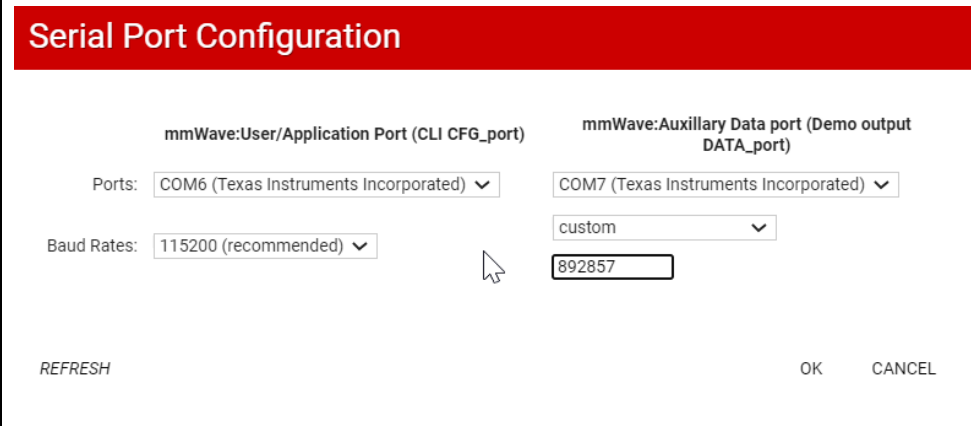 Serial Port Configuration
mmWave:User/Application Port (CLI CFG_port)
mmWave:Auxillary Data port (Demo output
DATA_port)
Ports:
COM6 (Texas Instruments Incorporated)
COM7 (Texas Instruments Incorporated)
custom
Baud Rates:
115200 (recommended)
892857
REFRESH
OK
CANCEL